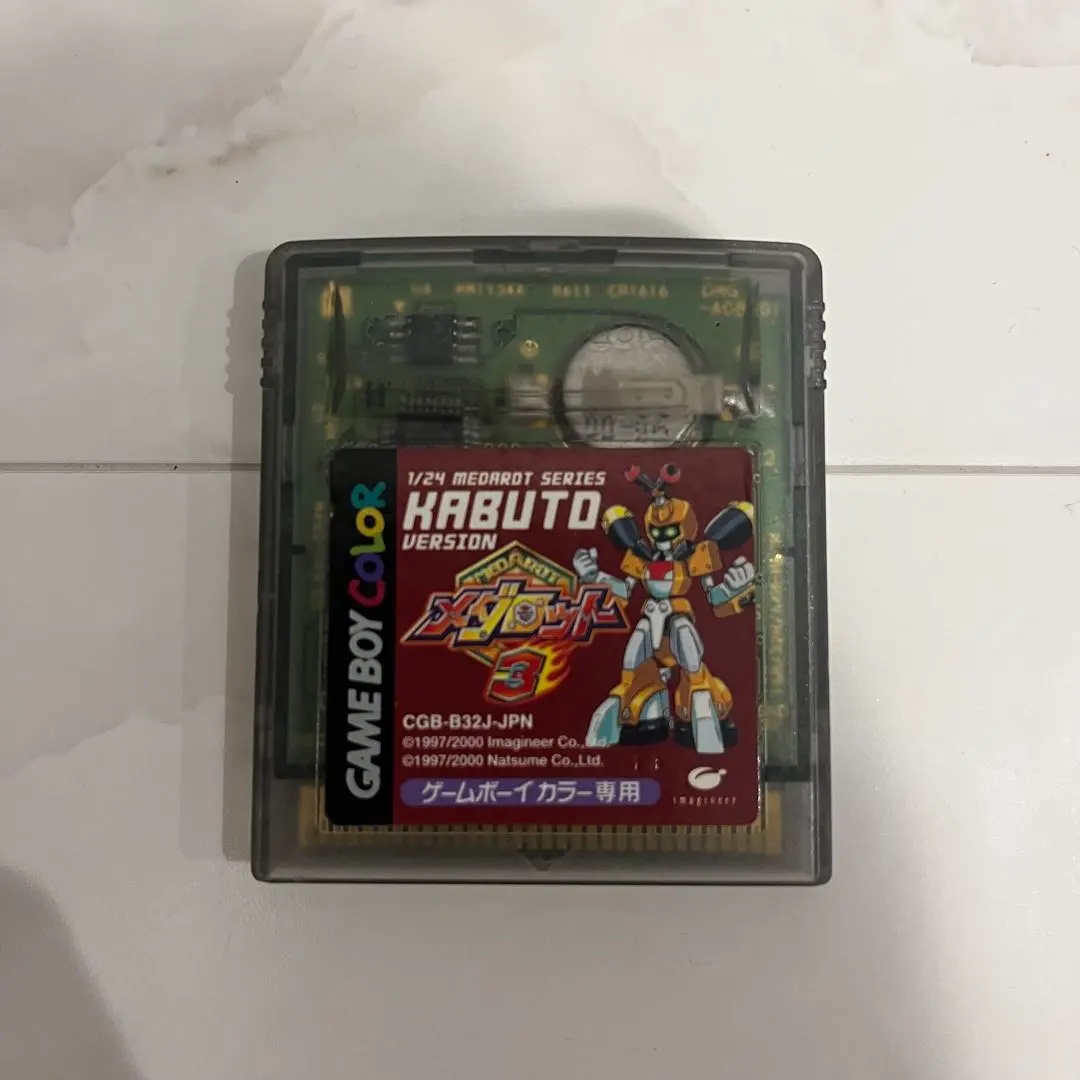 GAME BOY COLOR
1/24 MEDAROT SERIES
KABUTO
VERSION
MEDAROT
メダロット
3
CGB-B32J-JPN
©1997/2000 Imagineer Co.,Ltd.
©1997/2000 Natsume Co.,Ltd.
ゲームボーイカラー専用
imagineer